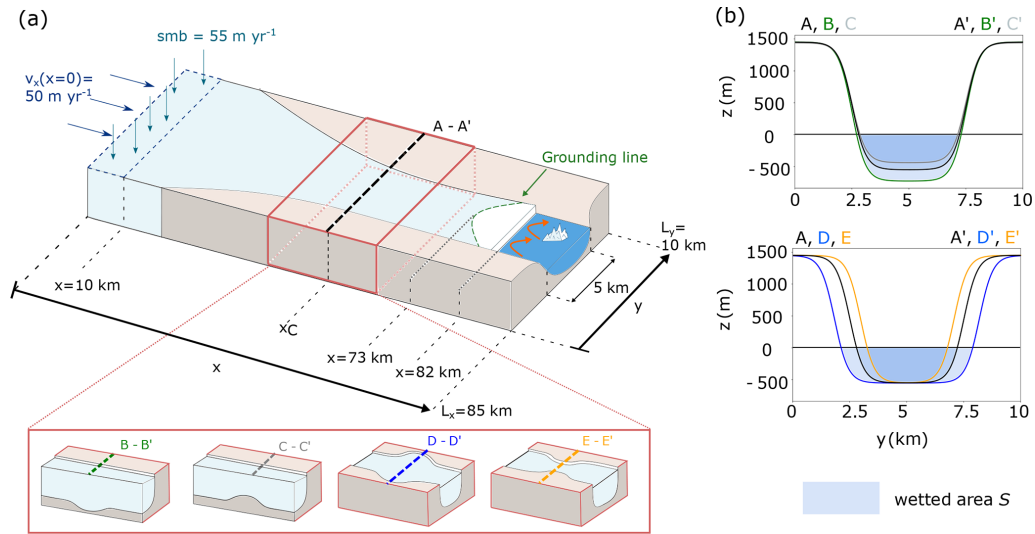 (a)
smb = 55 m yr⁻¹
vₓ(x=0)=
50 m yr⁻¹
A - A'
Grounding line
Lᵧ=
10 km
5 km
y
x=10 km
x_C
x=73 km
x=82 km
x
Lₓ=85 km
B - B'
C - C'
D - D'
E - E'
(b)
A, B, C
A', B', C'
1500
1000
500
0
-500
z (m)
0
2.5
5
7.5
10
A, D, E
A', D', E'
1500
1000
500
0
-500
z (m)
0
2.5
5
7.5
10
y (km)
wetted area S